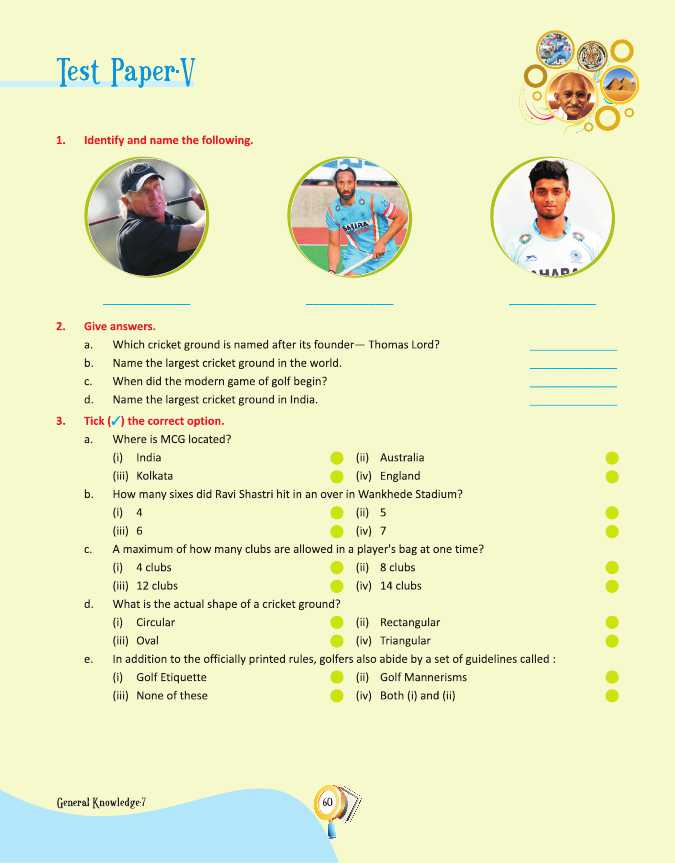 Test Paper-V
1. Identify and name the following.
SAHARA
AHARA
2. Give answers.
a. Which cricket ground is named after its founder— Thomas Lord?
b. Name the largest cricket ground in the world.
c. When did the modern game of golf begin?
d. Name the largest cricket ground in India.
3. Tick (✓) the correct option.
a. Where is MCG located?
(i) India (ii) Australia
(iii) Kolkata (iv) England
b. How many sixes did Ravi Shastri hit in an over in Wankhede Stadium?
(i) 4 (ii) 5
(iii) 6 (iv) 7
c. A maximum of how many clubs are allowed in a player's bag at one time?
(i) 4 clubs (ii) 8 clubs
(iii) 12 clubs (iv) 14 clubs
d. What is the actual shape of a cricket ground?
(i) Circular (ii) Rectangular
(iii) Oval (iv) Triangular
e. In addition to the officially printed rules, golfers also abide by a set of guidelines called :
(i) Golf Etiquette (ii) Golf Mannerisms
(iii) None of these (iv) Both (i) and (ii)
General Knowledge-7
60